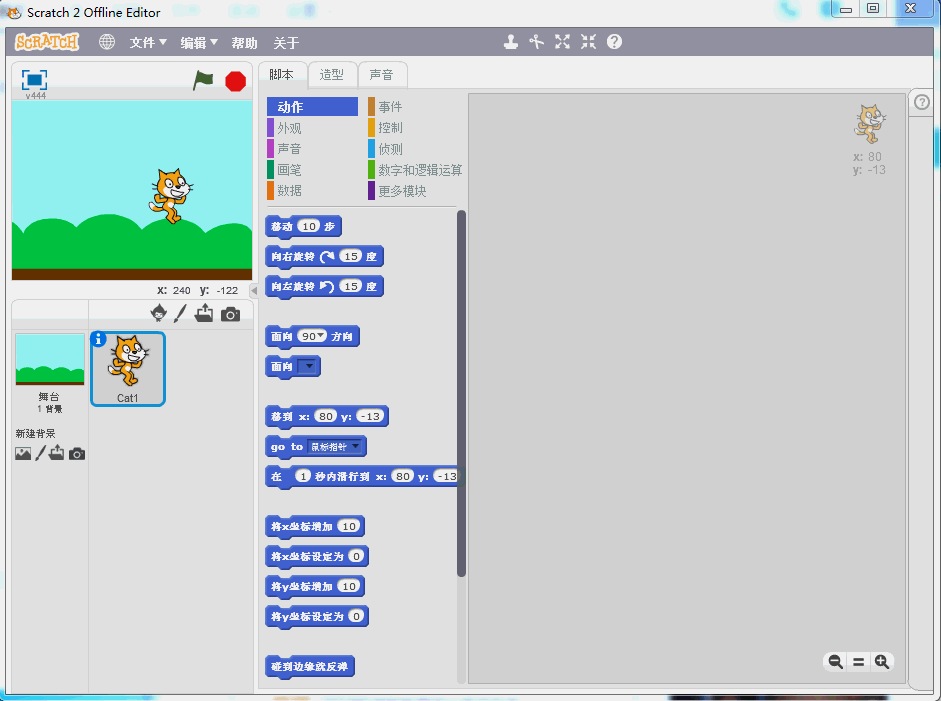 Scratch 2 Offline Editor
SCRATCH 文件 编辑 帮助 关于
v444
脚本 造型 声音
动作 事件
外观 控制
声音 侦测
画笔 数字和逻辑运算
数据 更多模块
x: 80
y: -13
移动 10 步
向右旋转 15 度
向左旋转 15 度
面向 90 方向
面向
移到 x: 80 y: -13
go to 鼠标指针
在 1 秒内滑行到 x: 80 y: -13
将x坐标增加 10
将x坐标设定为 0
将y坐标增加 10
将y坐标设定为 0
碰到边缘就反弹
x: 240 y: -122
舞台
1 背景
新建背景
Cat1